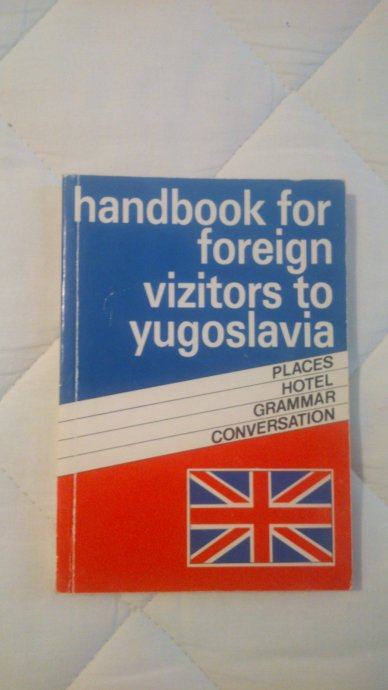 handbook for
foreign
vizitors to
yugoslavia
PLACES
HOTEL
GRAMMAR
CONVERSATION